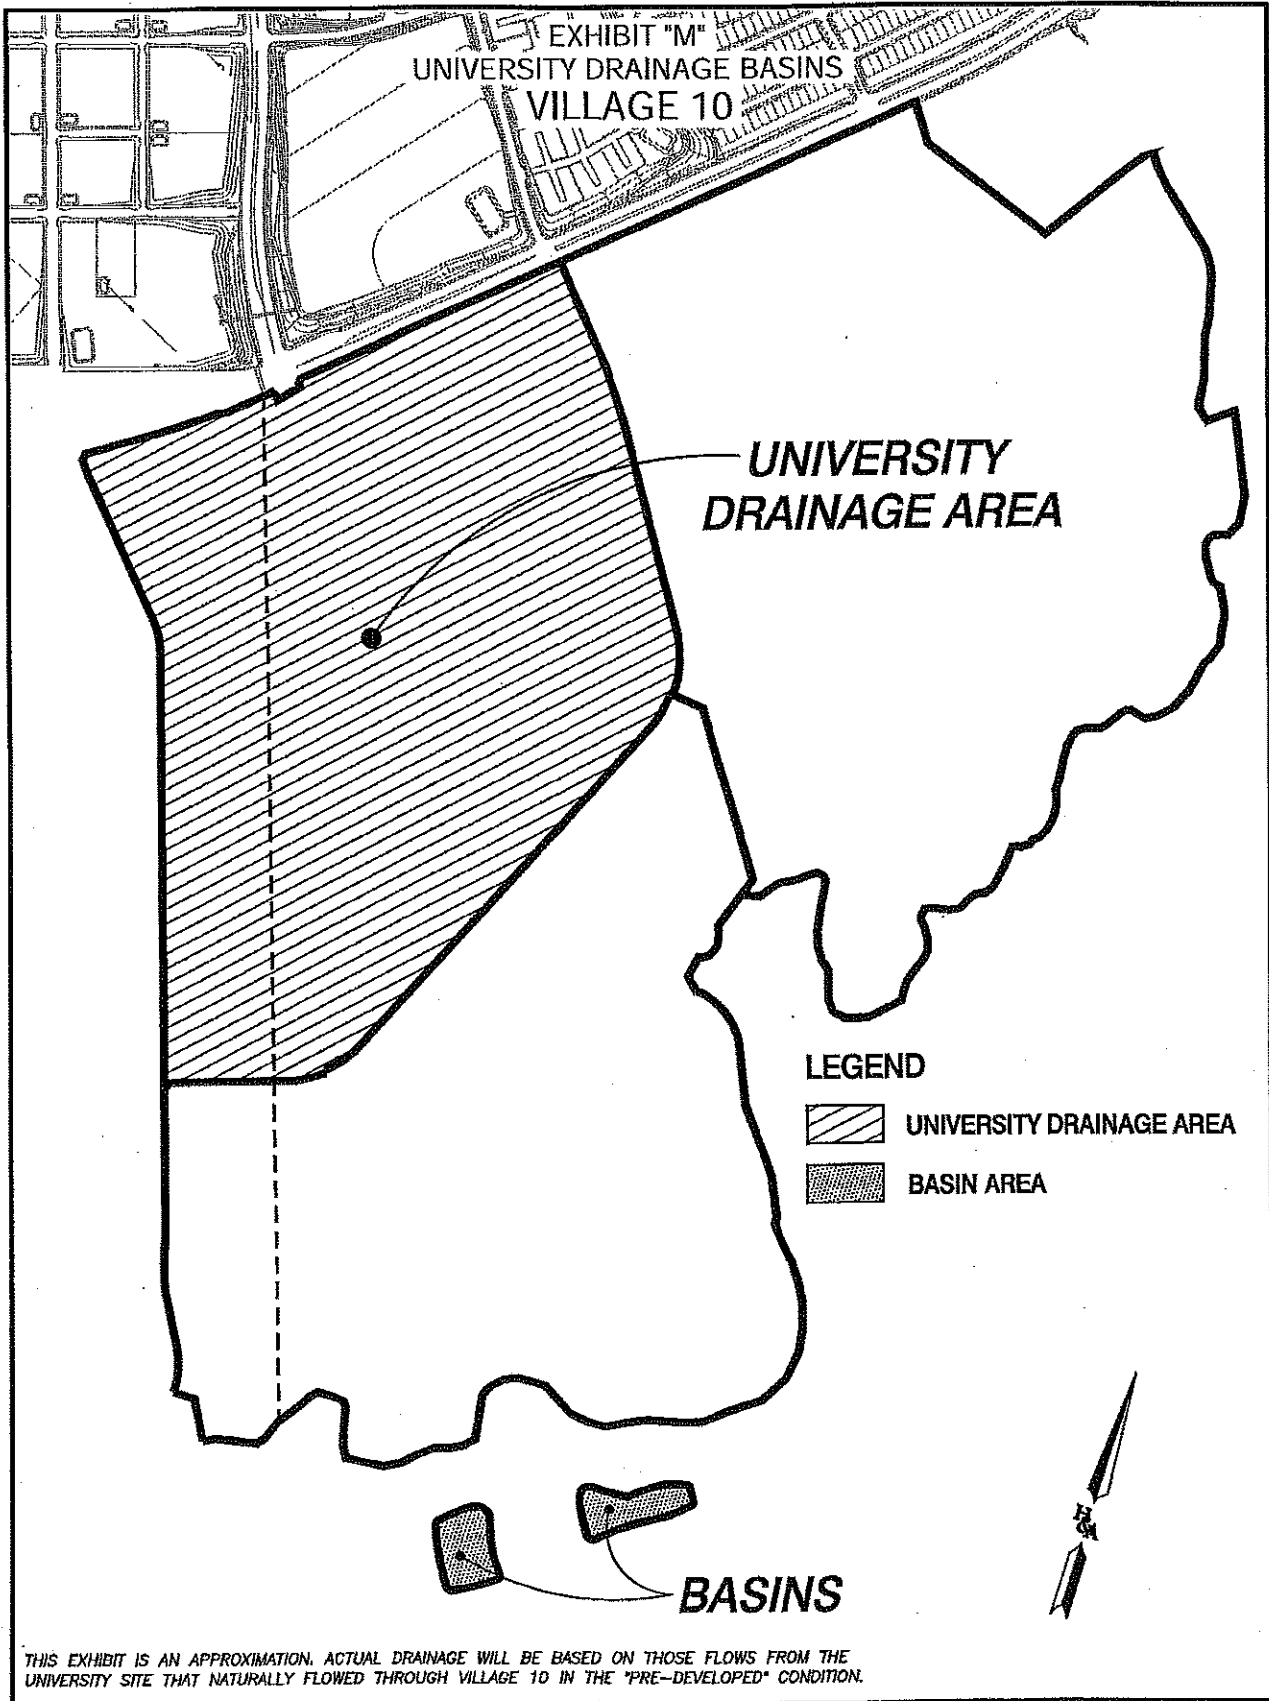 EXHIBIT "M"
UNIVERSITY DRAINAGE BASINS
VILLAGE 10
UNIVERSITY
DRAINAGE AREA
LEGEND
UNIVERSITY DRAINAGE AREA
BASIN AREA
H&A
BASINS
THIS EXHIBIT IS AN APPROXIMATION. ACTUAL DRAINAGE WILL BE BASED ON THOSE FLOWS FROM THE
UNIVERSITY SITE THAT NATURALLY FLOWED THROUGH VILLAGE 10 IN THE "PRE-DEVELOPED" CONDITION.